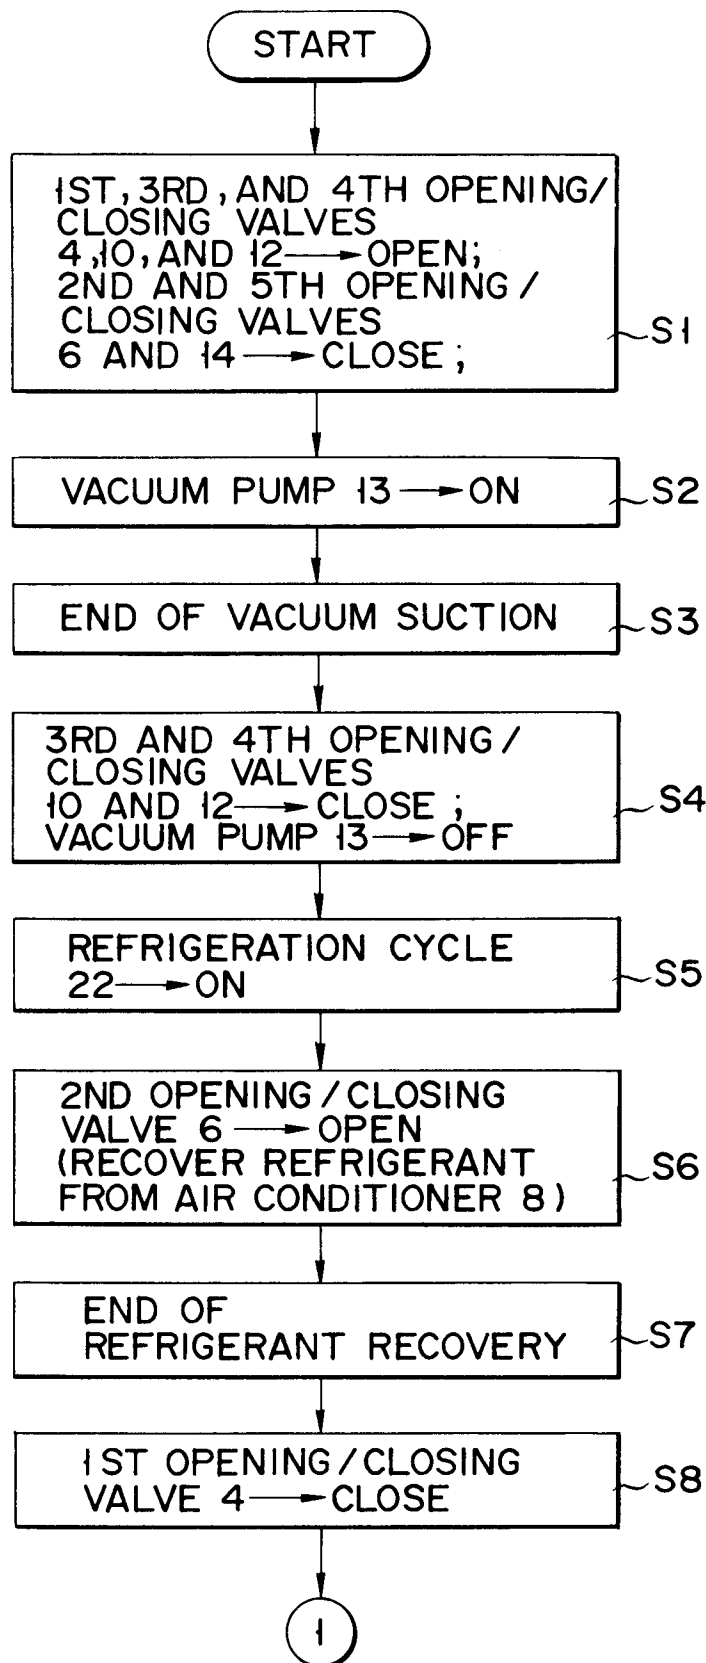 START
1ST, 3RD, AND 4TH OPENING/
CLOSING VALVES
4, 10, AND 12→OPEN;
2ND AND 5TH OPENING/
CLOSING VALVES
6 AND 14→CLOSE;
S1
VACUUM PUMP 13→ON
S2
END OF VACUUM SUCTION
S3
3RD AND 4TH OPENING/
CLOSING VALVES
10 AND 12→CLOSE;
VACUUM PUMP 13→OFF
S4
REFRIGERATION CYCLE
22→ON
S5
2ND OPENING/CLOSING
VALVE 6→OPEN
(RECOVER REFRIGERANT
FROM AIR CONDITIONER 8)
S6
END OF
REFRIGERANT RECOVERY
S7
1ST OPENING/CLOSING
VALVE 4→CLOSE
S8
1